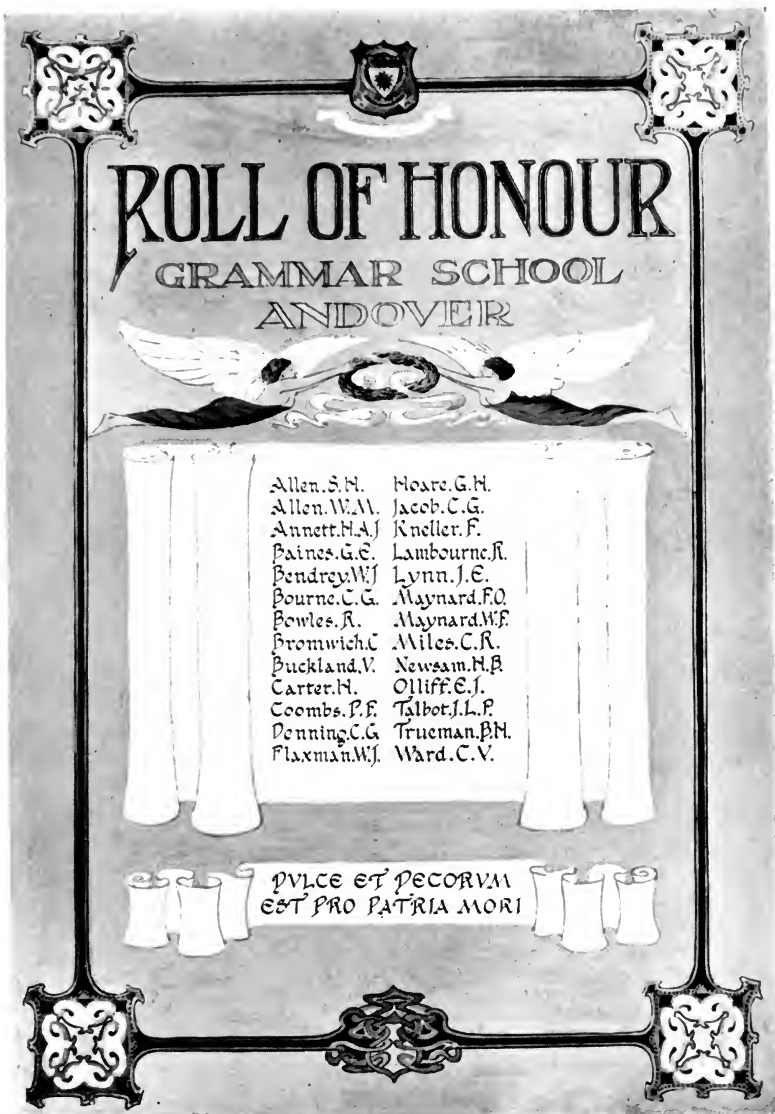 ROLL OF HONOUR
GRAMMAR SCHOOL
ANDOVER
Allen.S.H.
Allen.W.M.
Annett.H.A.J
Baines.G.E.
Bendrey.W.J
Bourne.C.G.
Bowles.R.
Bromwich.C
Buckland.V.
Carter.H.
Coombs.P.F.
Denning.C.G
Flaxman.W.J.
Hoare.G.H.
Jacob.C.G.
Kneller.F.
Lambourne.R.
Lynn.J.E.
Maynard.F.O.
Maynard.W.F.
Miles.C.R.
Newsam.H.B
Olliff.E.J.
Talbot.J.L.P.
Trueman.B.H.
Ward.C.V.
DVLCE ET DECORVM
EST PRO PATRIA MORI